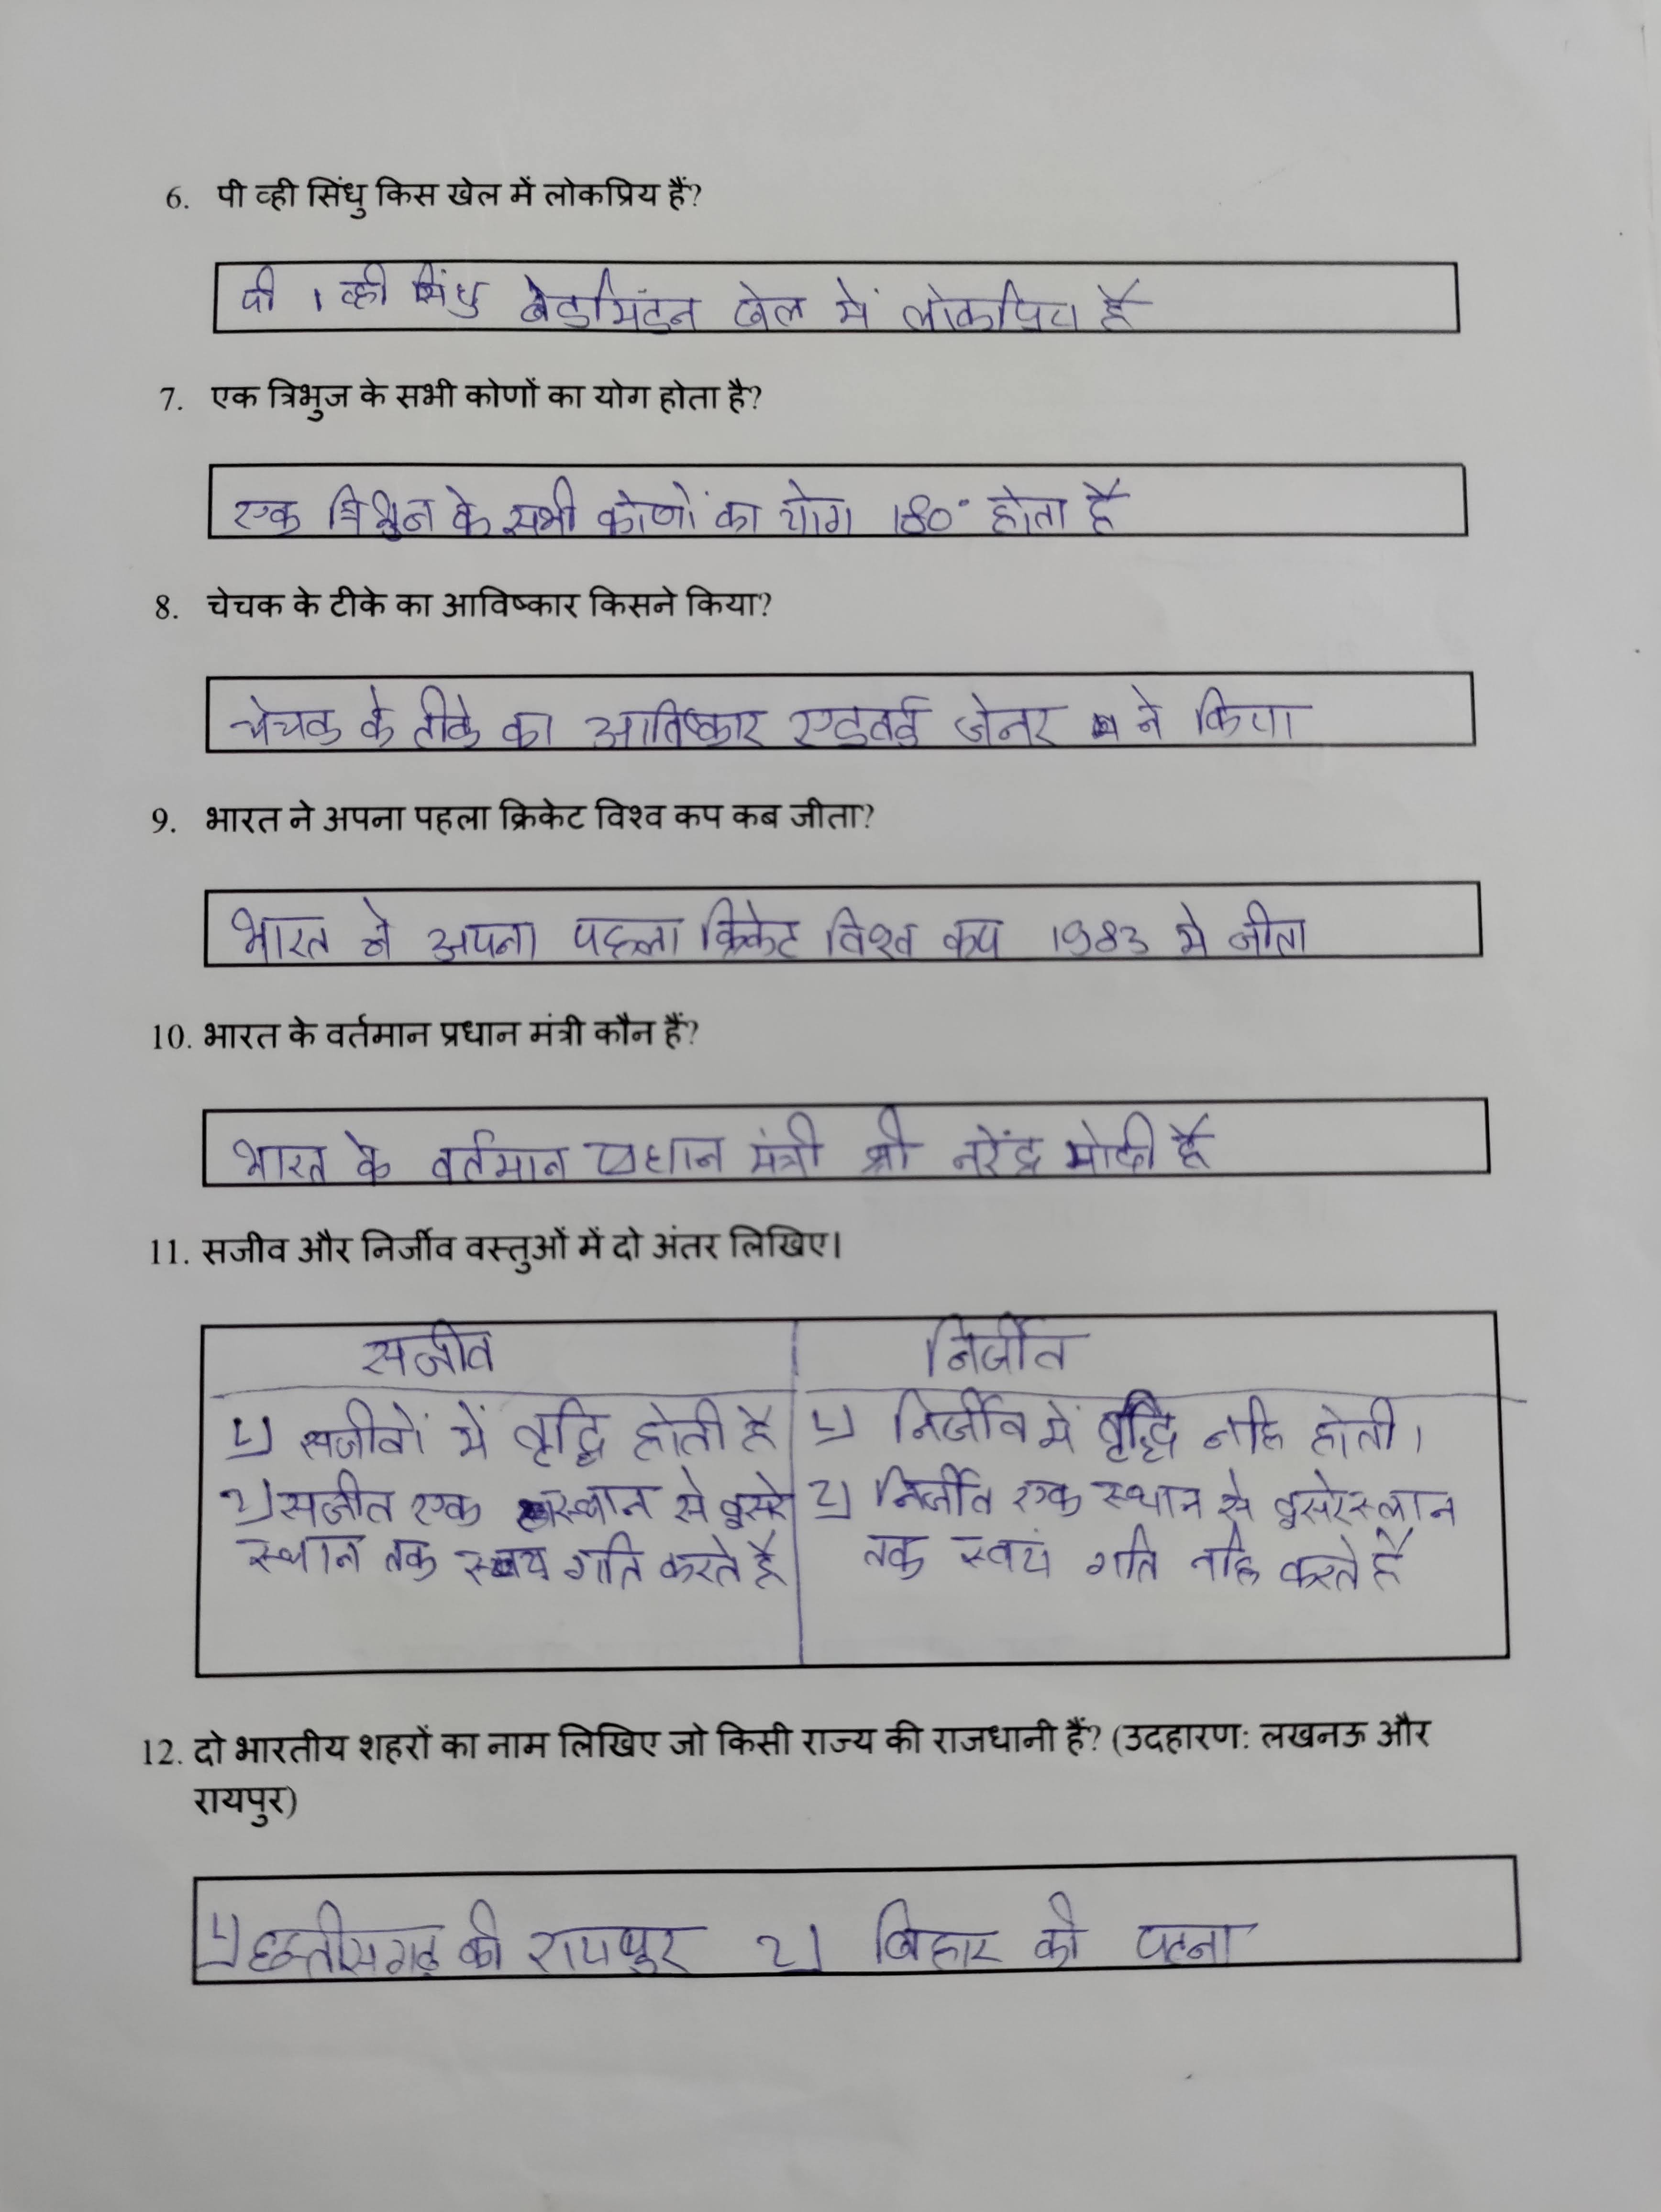 6. पी व्ही सिंधु किस खेल में लोकप्रिय हैं?
पी । व्ही सिंधु बेडमिंटन खेल में लोकप्रिय है
7. एक त्रिभुज के सभी कोणों का योग होता है?
एक त्रिभुज के सभी कोणों का योग 180° होता है
8. चेचक के टीके का आविष्कार किसने किया?
चेचक के टीके का आविष्कार एडवर्ड जेनर ने किया
9. भारत ने अपना पहला क्रिकेट विश्व कप कब जीता?
भारत ने अपना पहला क्रिकेट विश्व कप 1983 मे जीता
10. भारत के वर्तमान प्रधान मंत्री कौन हैं?
भारत के वर्तमान प्रधान मंत्री श्री नरेंद्र मोदी है
11. सजीव और निर्जीव वस्तुओं में दो अंतर लिखिए।
सजीव
1) सजीवों में वृद्धि होती है
2) सजीव एक स्थान से दूसरे
स्थान तक स्वय गति करते है
निर्जीव
1) निर्जीव में वृद्धि नहि होती।
2) निर्जीव एक स्थान से दूसरे स्थान
तक स्वयं गति नहि करते है
12. दो भारतीय शहरों का नाम लिखिए जो किसी राज्य की राजधानी हैं? (उदहारण: लखनऊ और
रायपुर)
1) छत्तीसगढ़ की रायपुर 2) बिहार की पटना